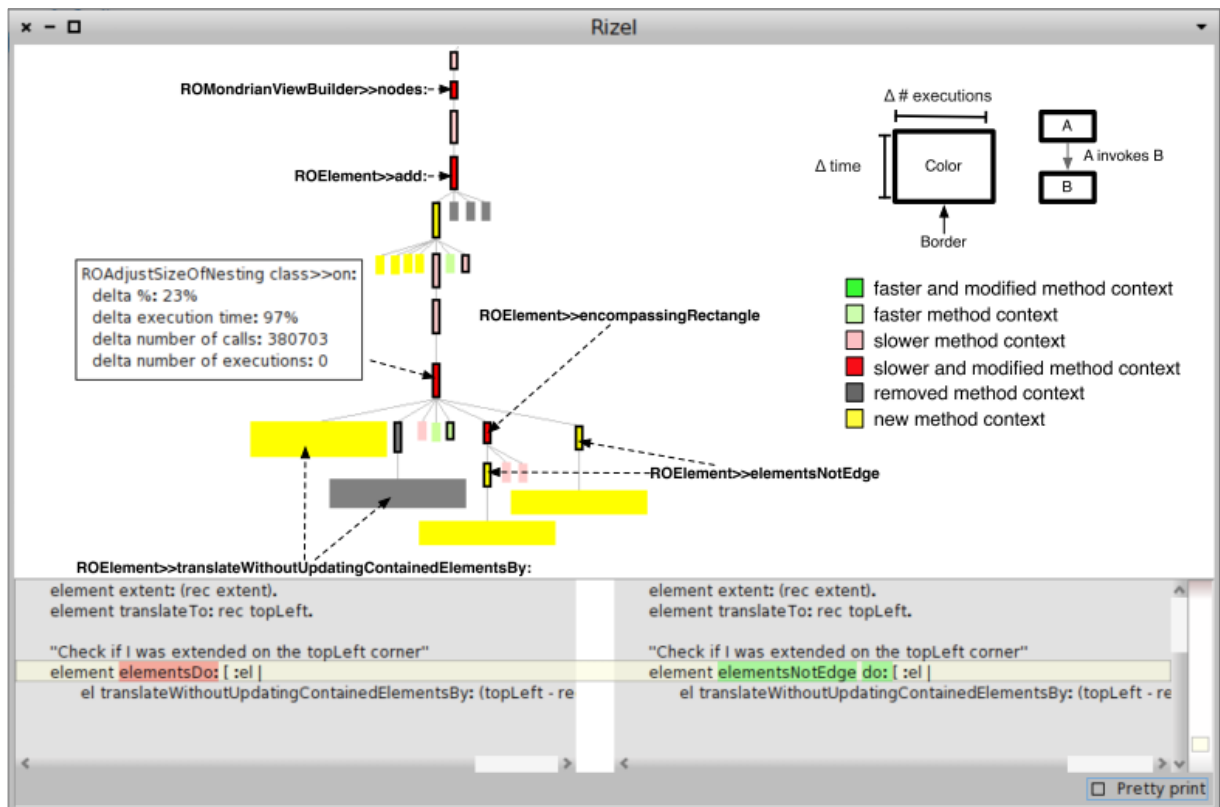 Rizel
ROMondrianViewBuilder>>nodes:
ROElement>>add:
Δ # executions
Δ time
Color
Border
A
A invokes B
B
ROAdjustSizeOfNesting class>>on:
delta %: 23%
delta execution time: 97%
delta number of calls: 380703
delta number of executions: 0
ROElement>>encompassingRectangle
faster and modified method context
faster method context
slower method context
slower and modified method context
removed method context
new method context
ROElement>>elementsNotEdge
ROElement>>translateWithoutUpdatingContainedElementsBy:
element extent: (rec extent).
element translateTo: rec topLeft.
"Check if I was extended on the topLeft corner"
element elementsDo: [ :el |
el translateWithoutUpdatingContainedElementsBy: (topLeft - re
element extent: (rec extent).
element translateTo: rec topLeft.
"Check if I was extended on the topLeft corner"
element elementsNotEdge do: [ :el |
el translateWithoutUpdatingContainedElementsBy: (topLeft - re
Pretty print